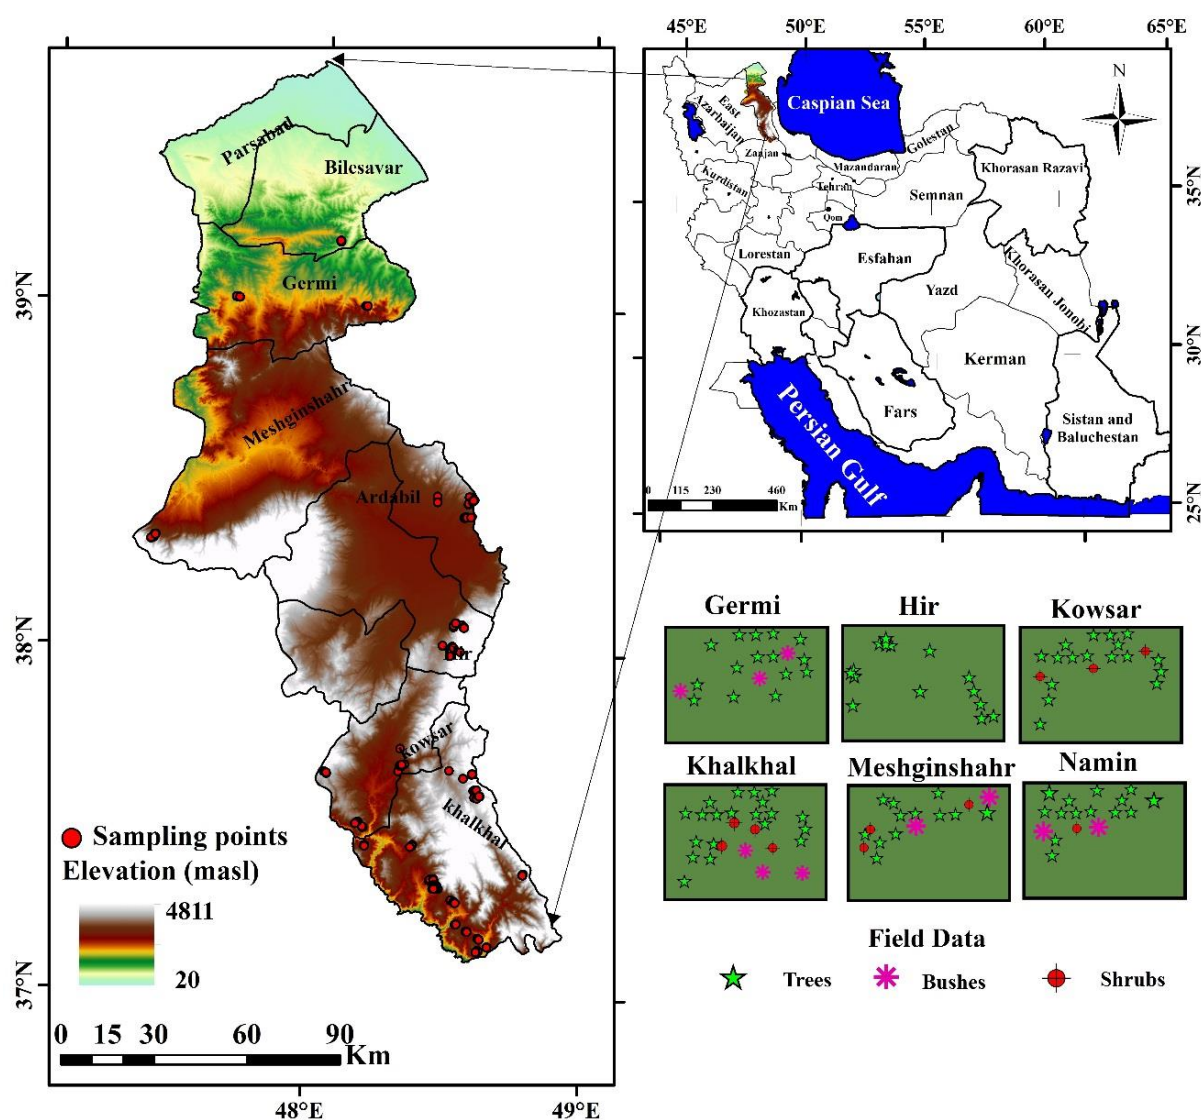 45°E 50°E 55°E 60°E 65°E
N
Caspian Sea
East
Azarbaijan
Zanjan
Golestan
Mazandaran
Khorasan Razavi
Kurdistan
Tehran
Semnan
Qom
Lorestan
Esfahan
Khorasan Jonobi
Yazd
Khozastan
Kerman
Fars
Persian Gulf
Sistan and
Baluchestan
0 115 230 460
Km
35°N
30°N
25°N
Parsabad
Bilesavar
Germi
Meshginshahr
Ardabil
Hir
kowsar
khalkhal
39°N
38°N
37°N
Sampling points
Elevation (masl)
4811
20
0 15 30 60 90
Km
48°E 49°E
Germi Hir Kowsar
Khalkhal Meshginshahr Namin
Field Data
Trees Bushes Shrubs